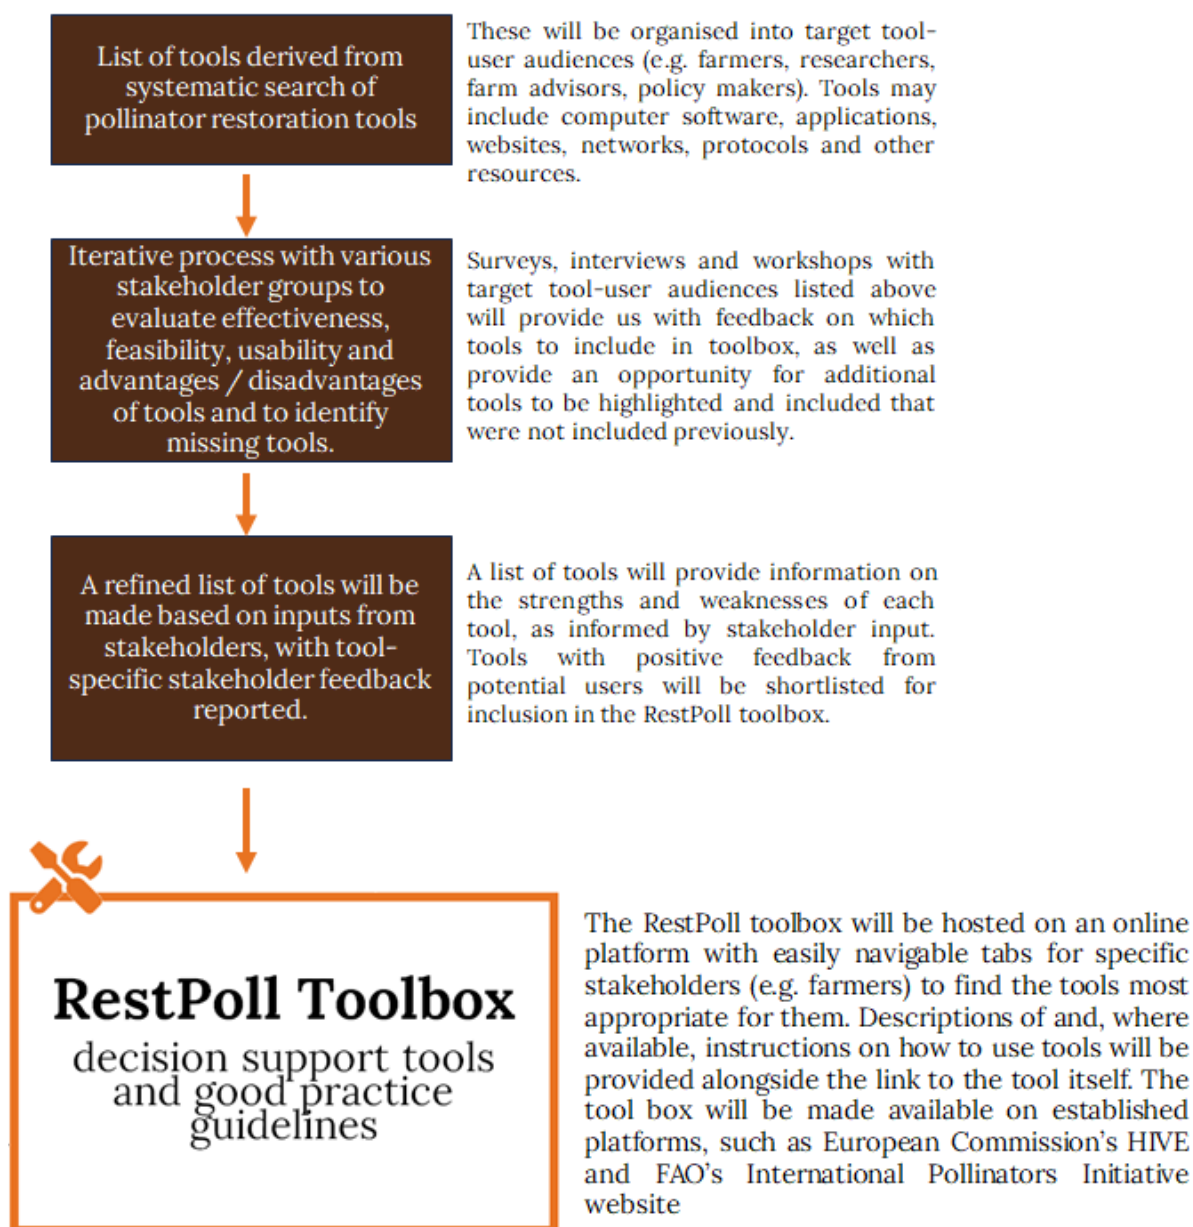 List of tools derived from
systematic search of
pollinator restoration tools
These will be organised into target tool-
user audiences (e.g. farmers, researchers,
farm advisors, policy makers). Tools may
include computer software, applications,
websites, networks, protocols and other
resources.
Iterative process with various
stakeholder groups to
evaluate effectiveness,
feasibility, usability and
advantages / disadvantages
of tools and to identify
missing tools.
Surveys, interviews and workshops with
target tool-user audiences listed above
will provide us with feedback on which
tools to include in toolbox, as well as
provide an opportunity for additional
tools to be highlighted and included that
were not included previously.
A refined list of tools will be
made based on inputs from
stakeholders, with tool-
specific stakeholder feedback
reported.
A list of tools will provide information on
the strengths and weaknesses of each
tool, as informed by stakeholder input.
Tools with positive feedback from
potential users will be shortlisted for
inclusion in the RestPoll toolbox.
RestPoll Toolbox
decision support tools
and good practice
guidelines
The RestPoll toolbox will be hosted on an online
platform with easily navigable tabs for specific
stakeholders (e.g. farmers) to find the tools most
appropriate for them. Descriptions of and, where
available, instructions on how to use tools will be
provided alongside the link to the tool itself. The
tool box will be made available on established
platforms, such as European Commission's HIVE
and FAO's International Pollinators Initiative
website